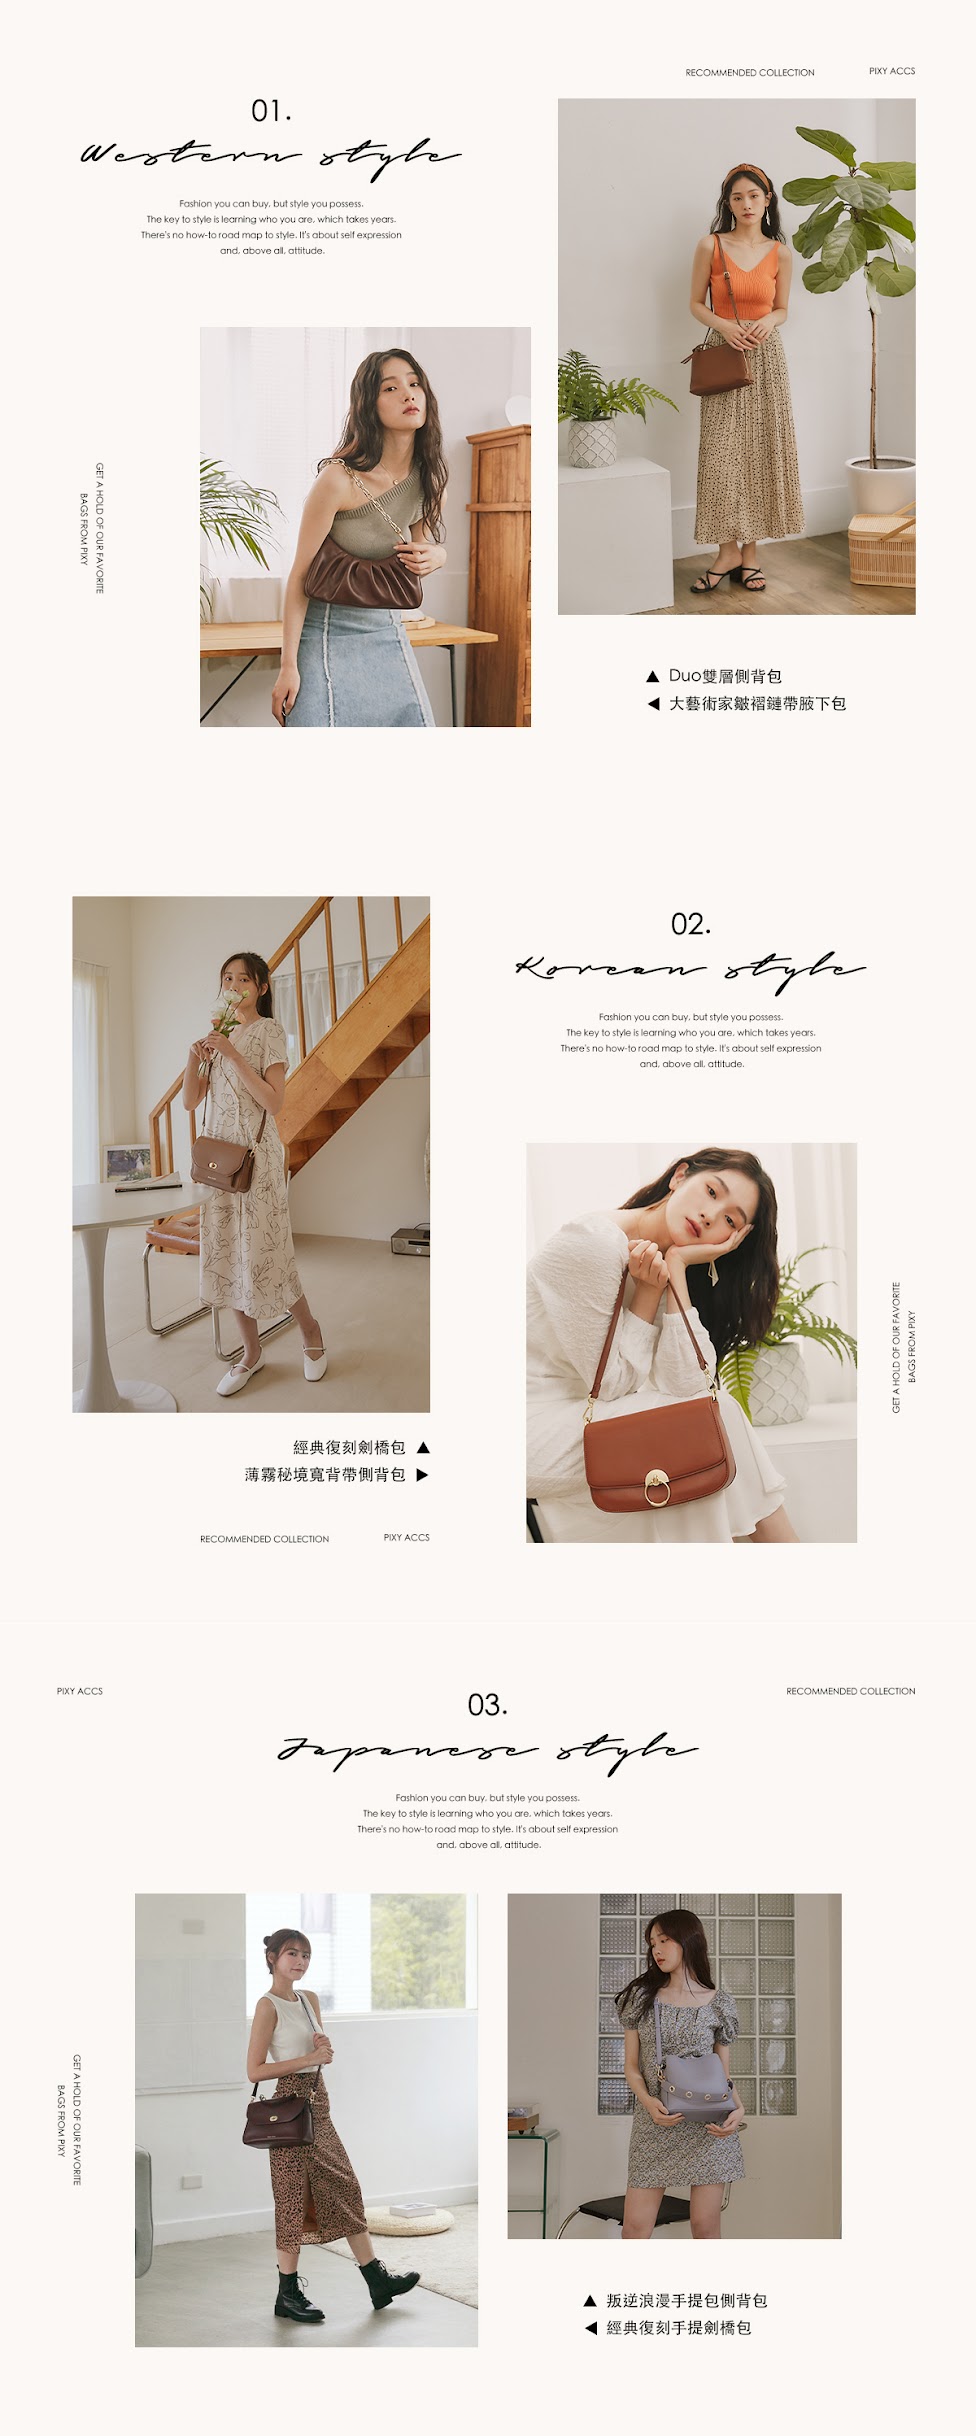 RECOMMENDED COLLECTION
PIXY ACCS
01.
Western style
Fashion you can buy, but style you possess.
The key to style is learning who you are, which takes years.
There's no how-to road map to style. It's about self expression
and, above all, attitude.
GET A HOLD OF OUR FAVORITE
BAGS FROM PIXY
▲ Duo雙層側背包
◀ 大藝術家皺褶鏈帶腋下包
02.
Korean style
Fashion you can buy, but style you possess.
The key to style is learning who you are, which takes years.
There's no how-to road map to style. It's about self expression
and, above all, attitude.
GET A HOLD OF OUR FAVORITE
BAGS FROM PIXY
經典復刻劍橋包 ▲
薄霧秘境寬背帶側背包 ▶
RECOMMENDED COLLECTION
PIXY ACCS
PIXY ACCS
RECOMMENDED COLLECTION
03.
Japanese style
Fashion you can buy, but style you possess.
The key to style is learning who you are, which takes years.
There's no how-to road map to style. It's about self expression
and, above all, attitude.
GET A HOLD OF OUR FAVORITE
BAGS FROM PIXY
▲ 叛逆浪漫手提包側背包
◀ 經典復刻手提劍橋包